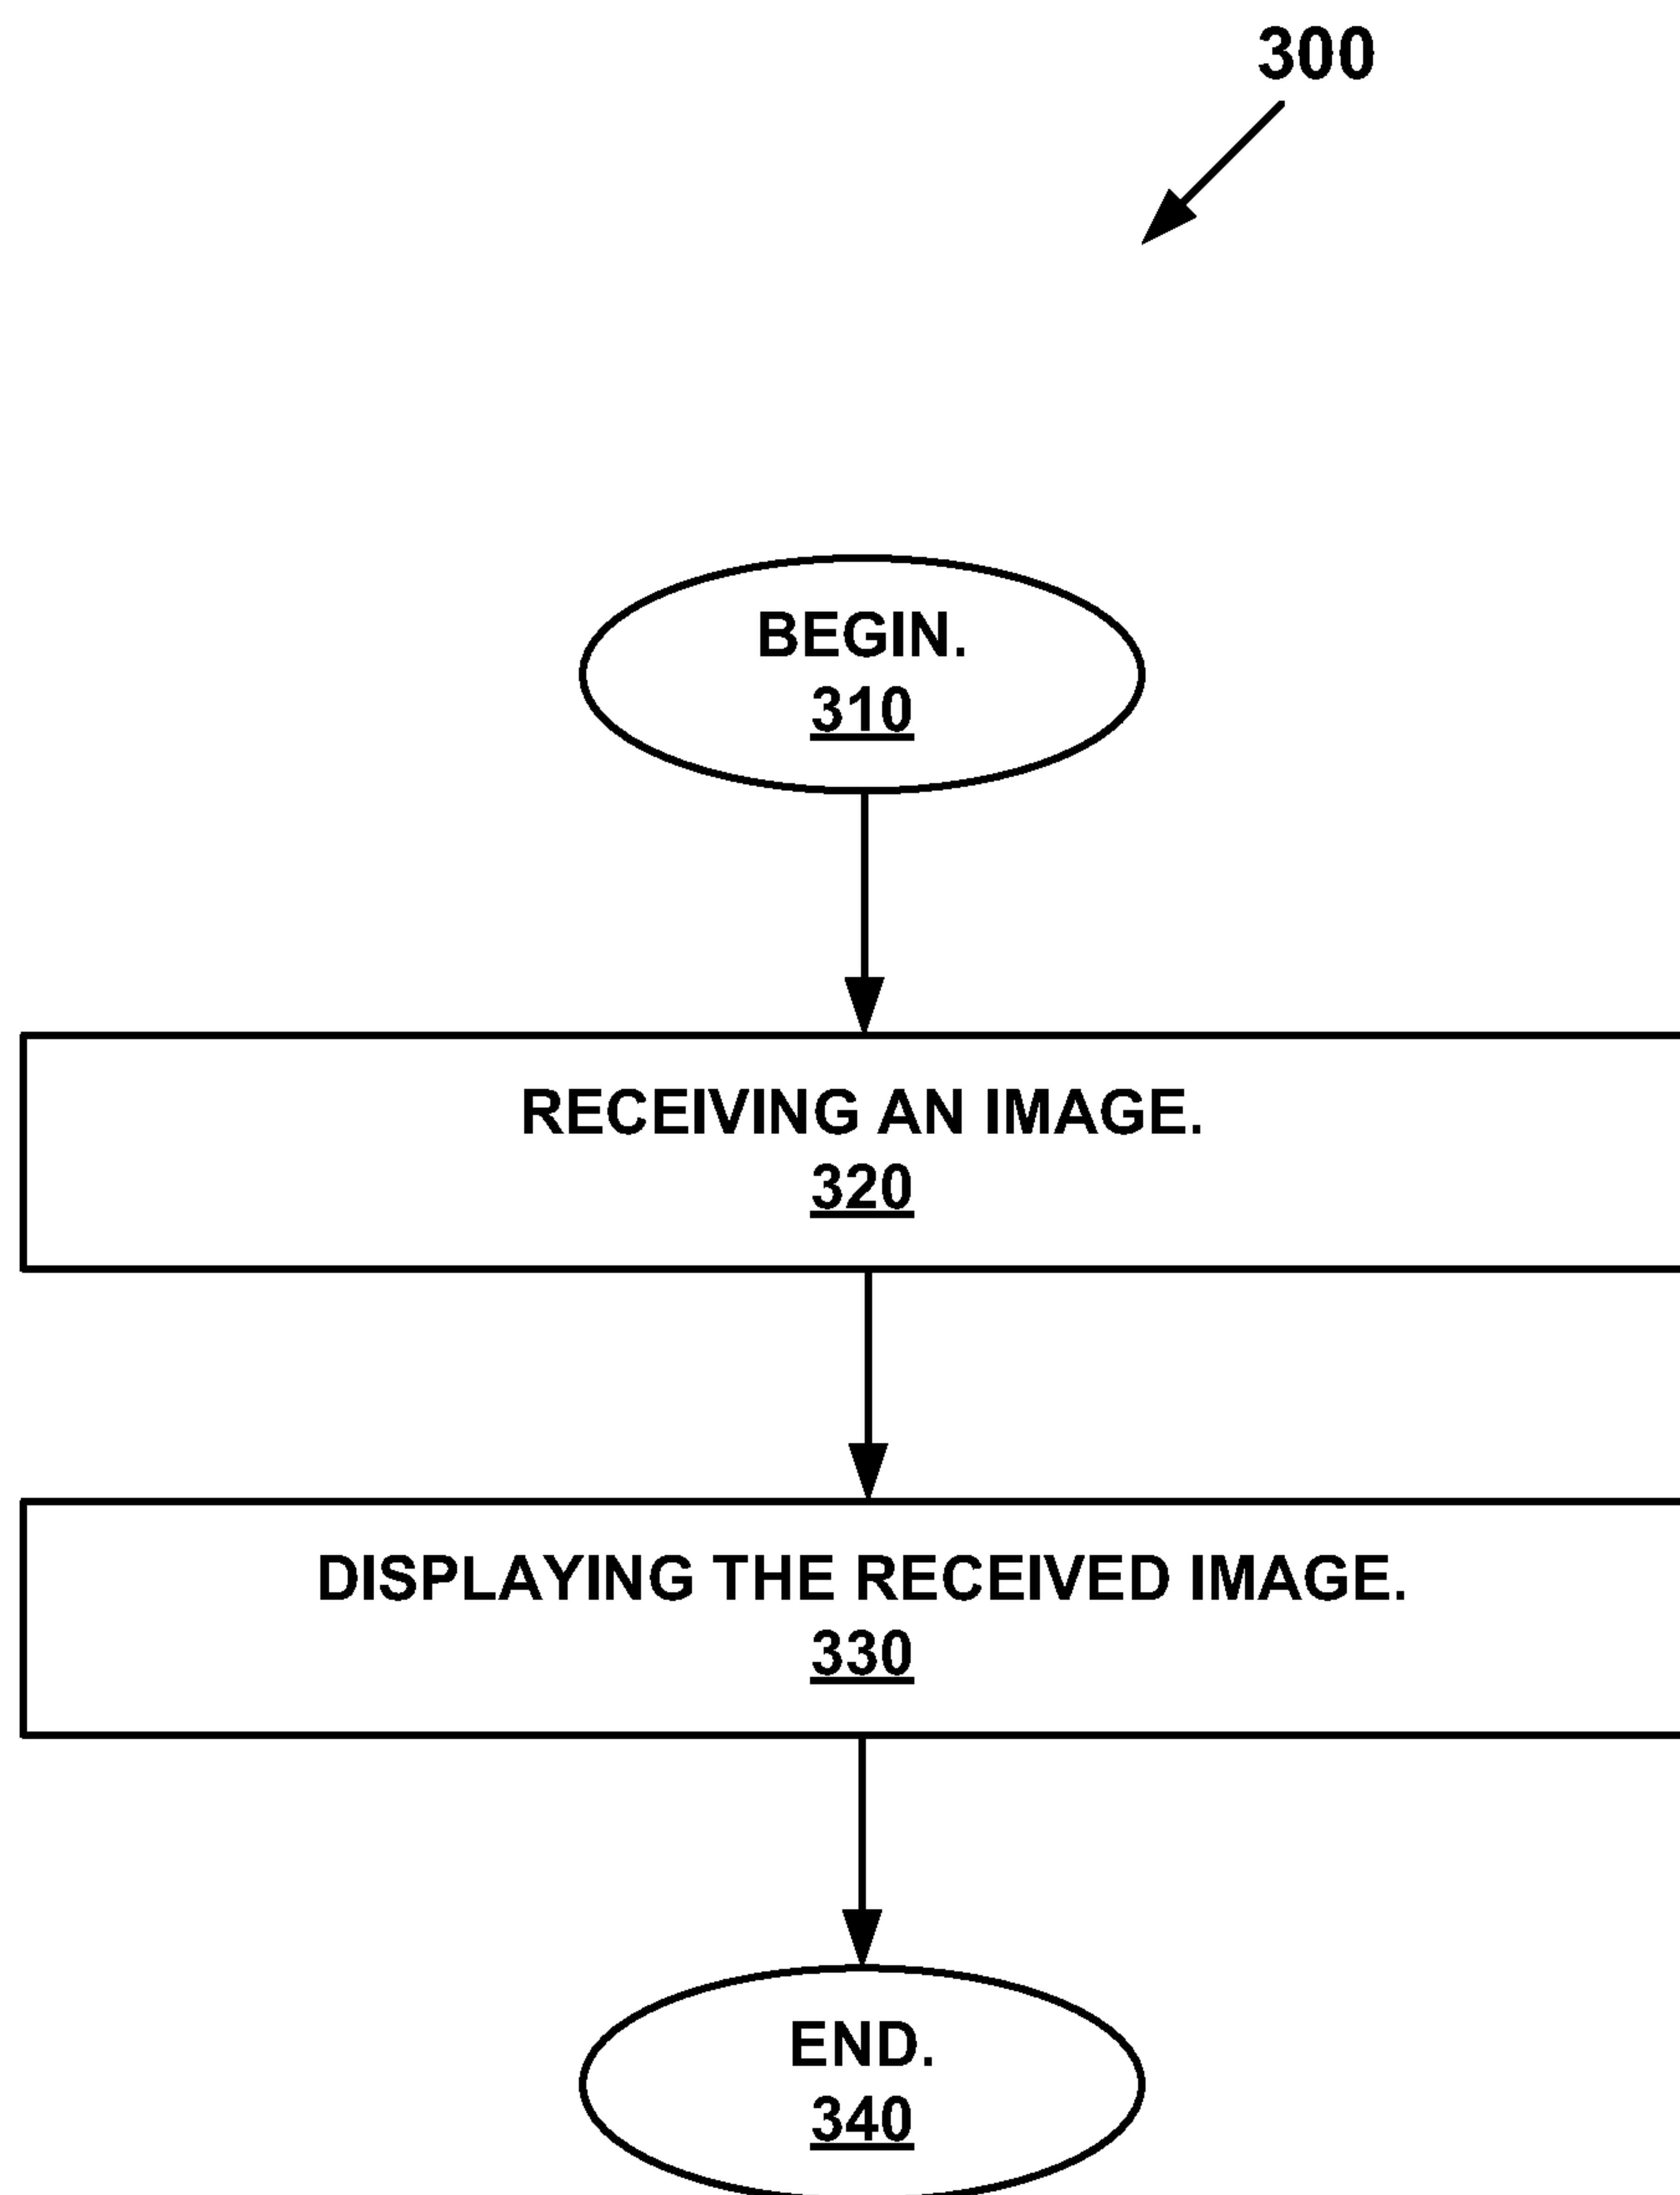 300
BEGIN.
310
RECEIVING AN IMAGE.
320
DISPLAYING THE RECEIVED IMAGE.
330
END.
340